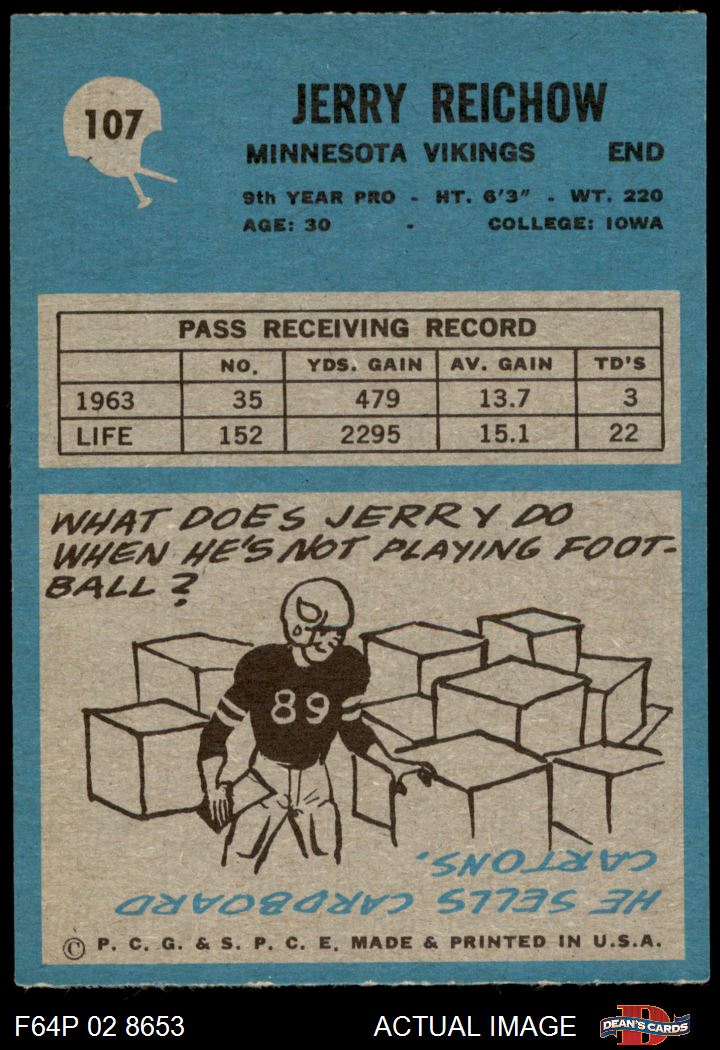 107
JERRY REICHOW
MINNESOTA VIKINGS END
9th YEAR PRO - HT. 6'3" - WT. 220
AGE: 30 - COLLEGE: IOWA
PASS RECEIVING RECORD
NO. YDS. GAIN AV. GAIN TD'S
1963 35 479 13.7 3
LIFE 152 2295 15.1 22
WHAT DOES JERRY DO
WHEN HE'S NOT PLAYING FOOT-
BALL?
89
HE SELLS CARDBOARD
CARTONS.
© P. C. G. & S. P. C. E. MADE & PRINTED IN U.S.A.
F64P 02 8653 ACTUAL IMAGE
D
DEAN'S CARDS